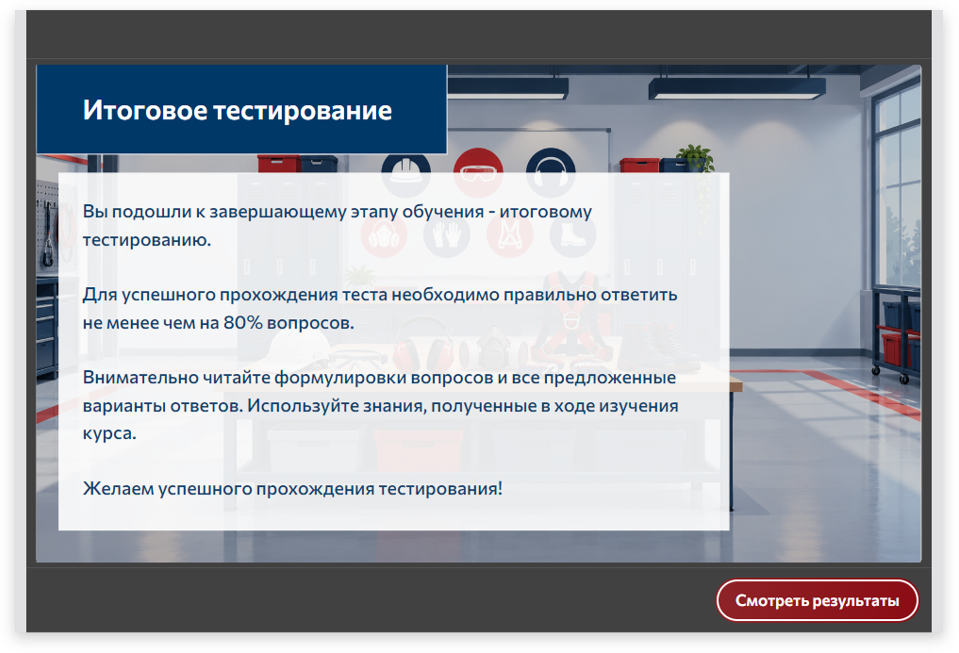 Итоговое тестирование
Вы подошли к завершающему этапу обучения - итоговому
тестированию.
Для успешного прохождения теста необходимо правильно ответить
не менее чем на 80% вопросов.
Внимательно читайте формулировки вопросов и все предложенные
варианты ответов. Используйте знания, полученные в ходе изучения
курса.
Желаем успешного прохождения тестирования!
Смотреть результаты